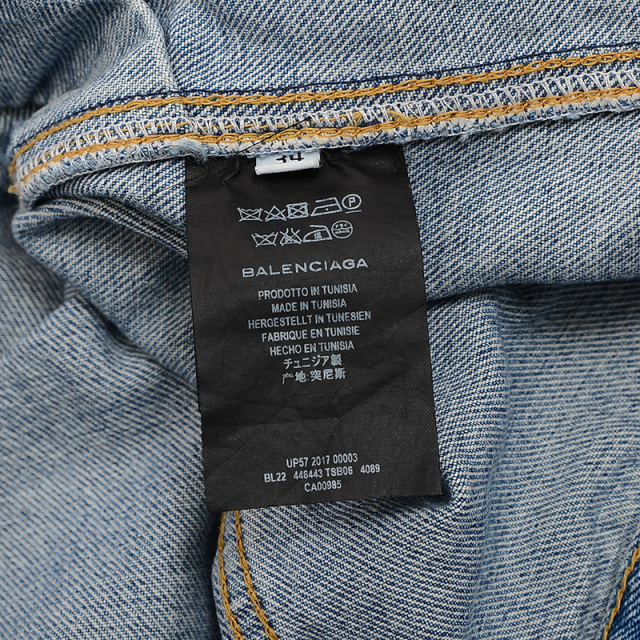 34
P
BALENCIAGA
PRODOTTO IN TUNISIA
MADE IN TUNISIA
HERGESTELLT IN TUNESIEN
FABRIQUE EN TUNISIE
HECHO EN TUNISIA
チュニジア製
产地:突尼斯
UP57 2017 00003
BL22 446443 TSB06 4089
CA00985